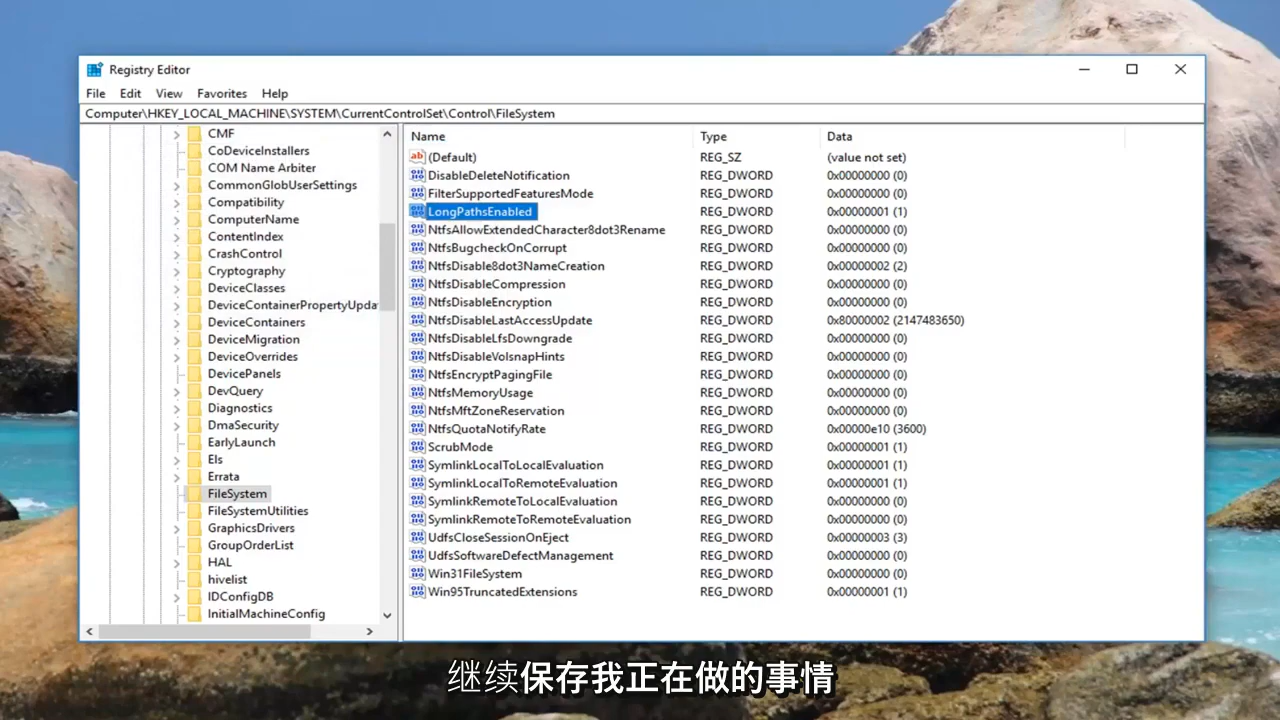 Registry Editor
File Edit View Favorites Help
Computer\HKEY_LOCAL_MACHINE\SYSTEM\CurrentControlSet\Control\FileSystem
CMF
CoDeviceInstallers
COM Name Arbiter
CommonGlobUserSettings
Compatibility
ComputerName
ContentIndex
CrashControl
Cryptography
DeviceClasses
DeviceContainerPropertyUpda
DeviceContainers
DeviceMigration
DeviceOverrides
DevicePanels
DevQuery
Diagnostics
DmaSecurity
EarlyLaunch
Els
Errata
FileSystem
FileSystemUtilities
GraphicsDrivers
GroupOrderList
HAL
hivelist
IDConfigDB
InitialMachineConfig
Name Type Data
(Default) REG_SZ (value not set)
DisableDeleteNotification REG_DWORD 0x00000000 (0)
FilterSupportedFeaturesMode REG_DWORD 0x00000000 (0)
LongPathsEnabled REG_DWORD 0x00000001 (1)
NtfsAllowExtendedCharacter8dot3Rename REG_DWORD 0x00000000 (0)
NtfsBugcheckOnCorrupt REG_DWORD 0x00000000 (0)
NtfsDisable8dot3NameCreation REG_DWORD 0x00000002 (2)
NtfsDisableCompression REG_DWORD 0x00000000 (0)
NtfsDisableEncryption REG_DWORD 0x00000000 (0)
NtfsDisableLastAccessUpdate REG_DWORD 0x80000002 (2147483650)
NtfsDisableLfsDowngrade REG_DWORD 0x00000000 (0)
NtfsDisableVolsnapHints REG_DWORD 0x00000000 (0)
NtfsEncryptPagingFile REG_DWORD 0x00000000 (0)
NtfsMemoryUsage REG_DWORD 0x00000000 (0)
NtfsMftZoneReservation REG_DWORD 0x00000000 (0)
NtfsQuotaNotifyRate REG_DWORD 0x00000e10 (3600)
ScrubMode REG_DWORD 0x00000001 (1)
SymlinkLocalToLocalEvaluation REG_DWORD 0x00000001 (1)
SymlinkLocalToRemoteEvaluation REG_DWORD 0x00000001 (1)
SymlinkRemoteToLocalEvaluation REG_DWORD 0x00000000 (0)
SymlinkRemoteToRemoteEvaluation REG_DWORD 0x00000000 (0)
UdfsCloseSessionOnEject REG_DWORD 0x00000003 (3)
UdfsSoftwareDefectManagement REG_DWORD 0x00000000 (0)
Win31FileSystem REG_DWORD 0x00000000 (0)
Win95TruncatedExtensions REG_DWORD 0x00000001 (1)
继续保存我正在做的事情